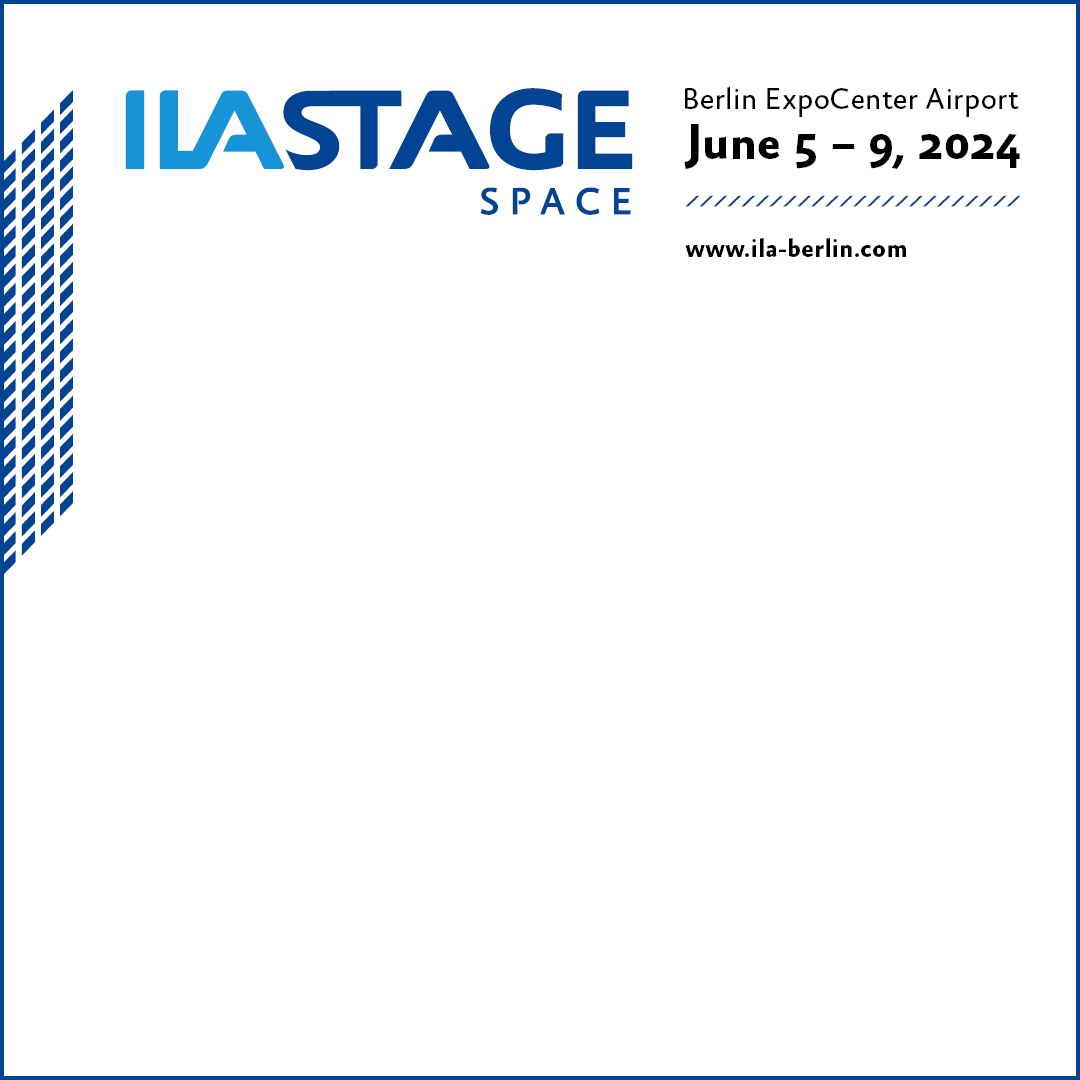 ILASTAGE
SPACE
Berlin ExpoCenter Airport
June 5 – 9, 2024
www.ila-berlin.com